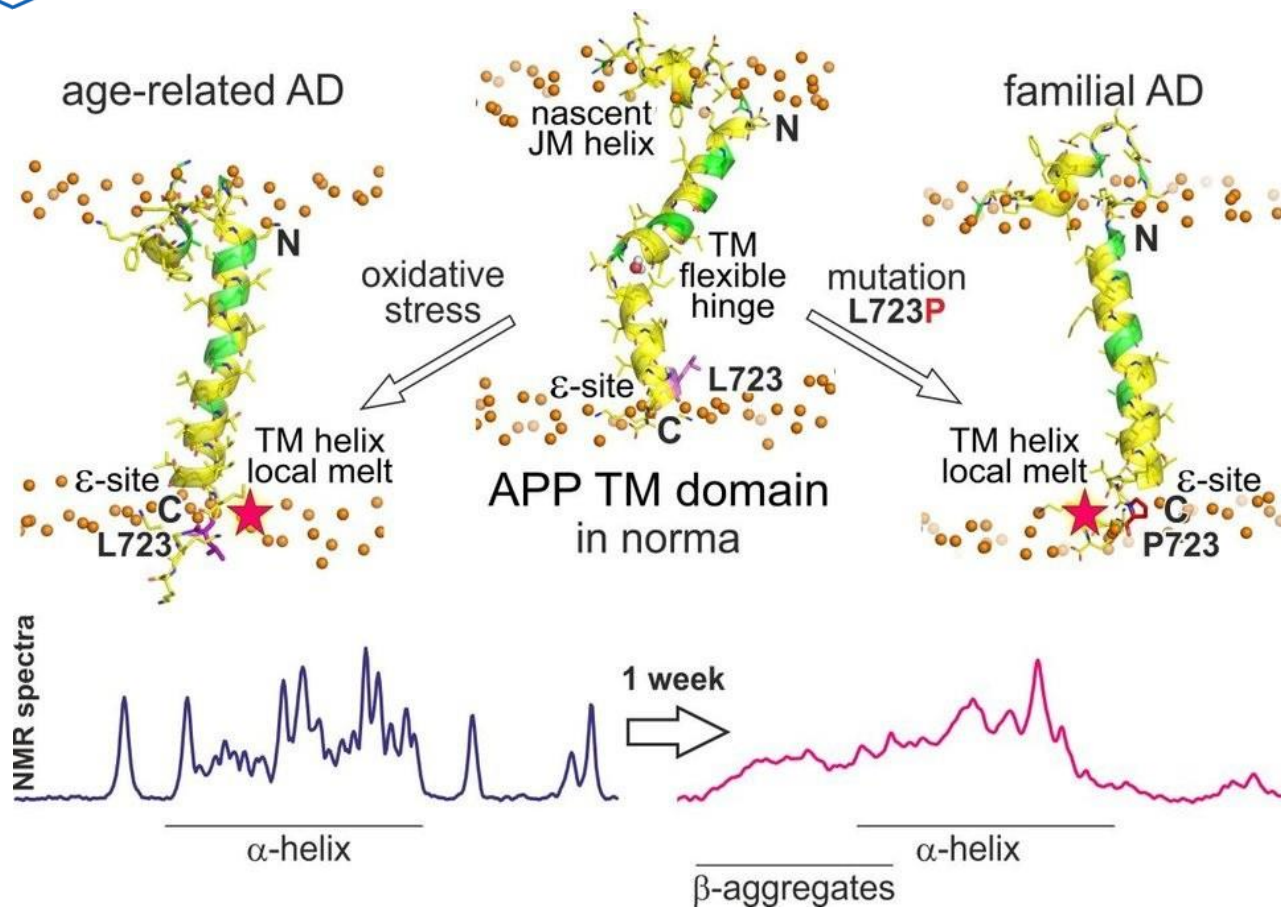 age-related AD
nascent
JM helix
N
familial AD
N
oxidative
stress
TM
flexible
hinge
mutation
L723P
N
ε-site
L723
C
TM helix
local melt
ε-site
C
L723
APP TM domain
in norma
TM helix
local melt
ε-site
C
P723
NMR spectra
1 week
α-helix
α-helix
β-aggregates